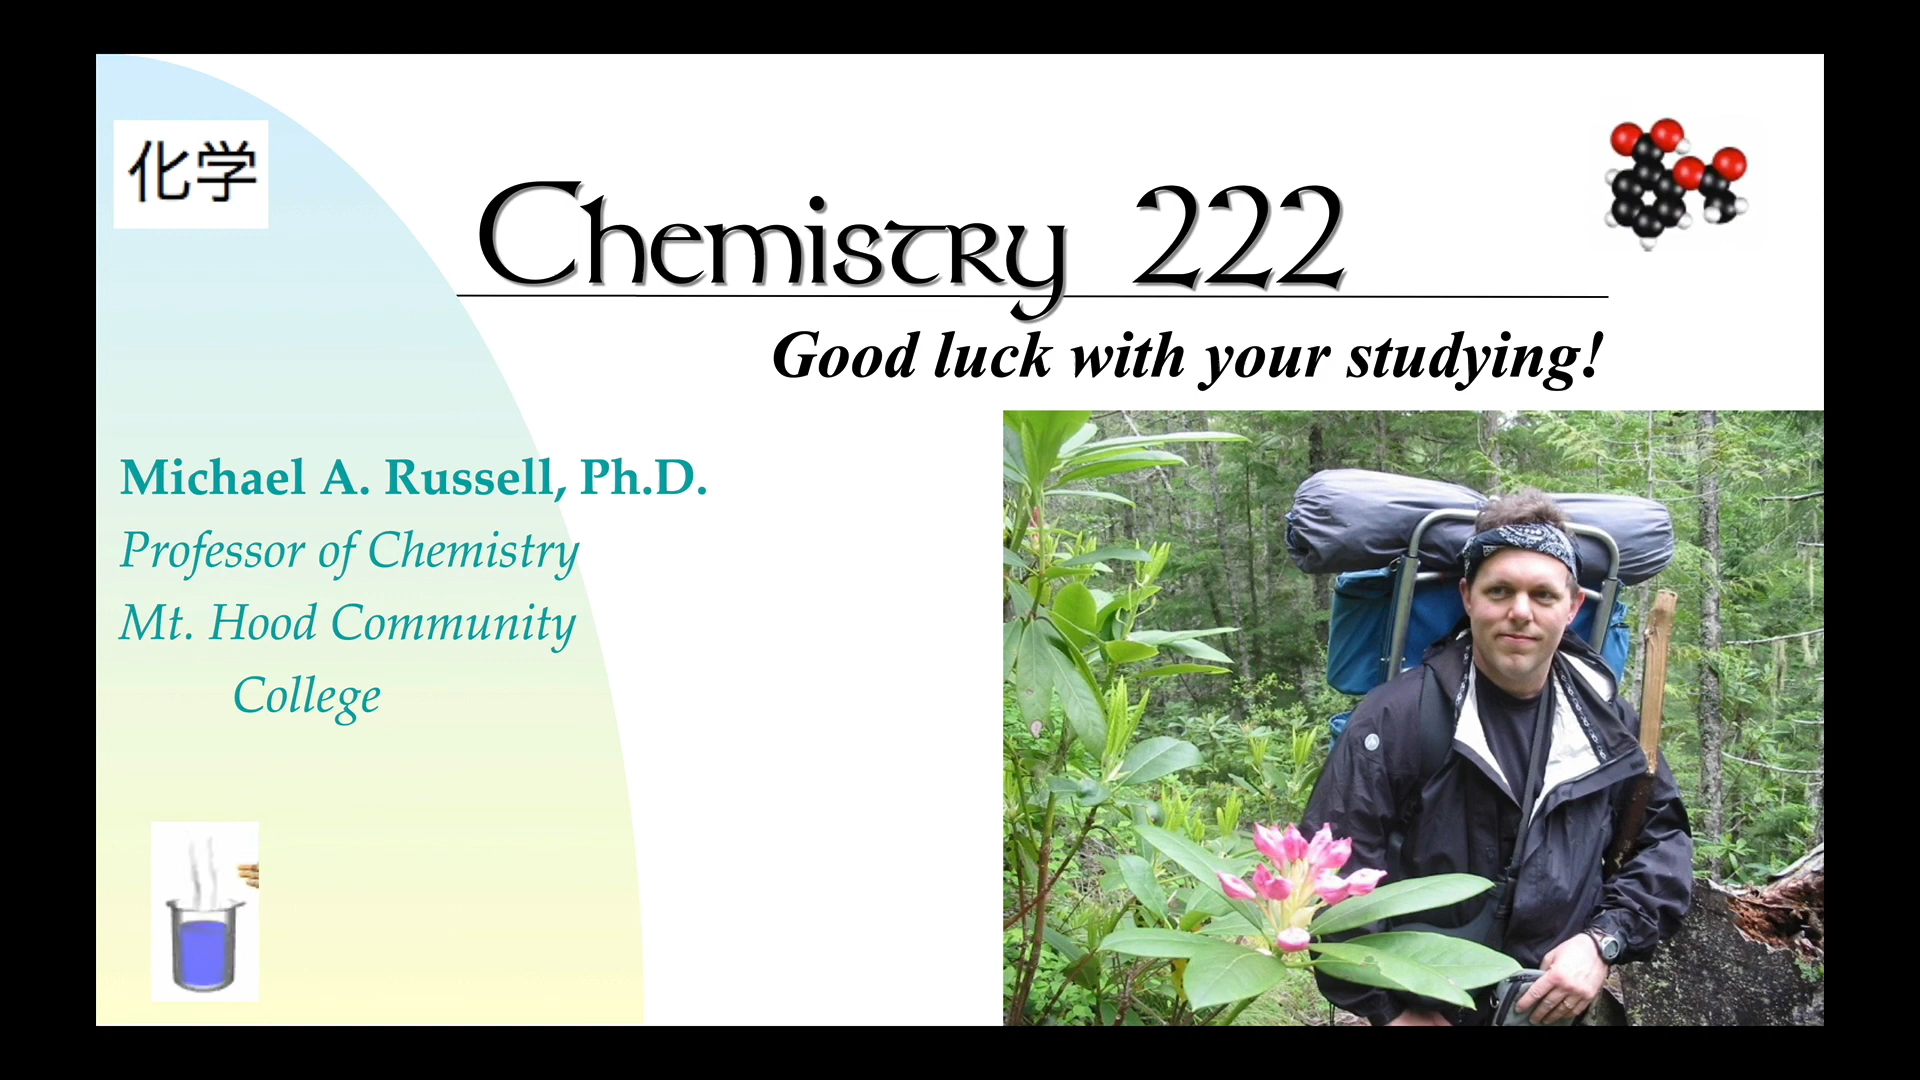 化学
Chemistry 222
Good luck with your studying!
Michael A. Russell, Ph.D.
Professor of Chemistry
Mt. Hood Community
College